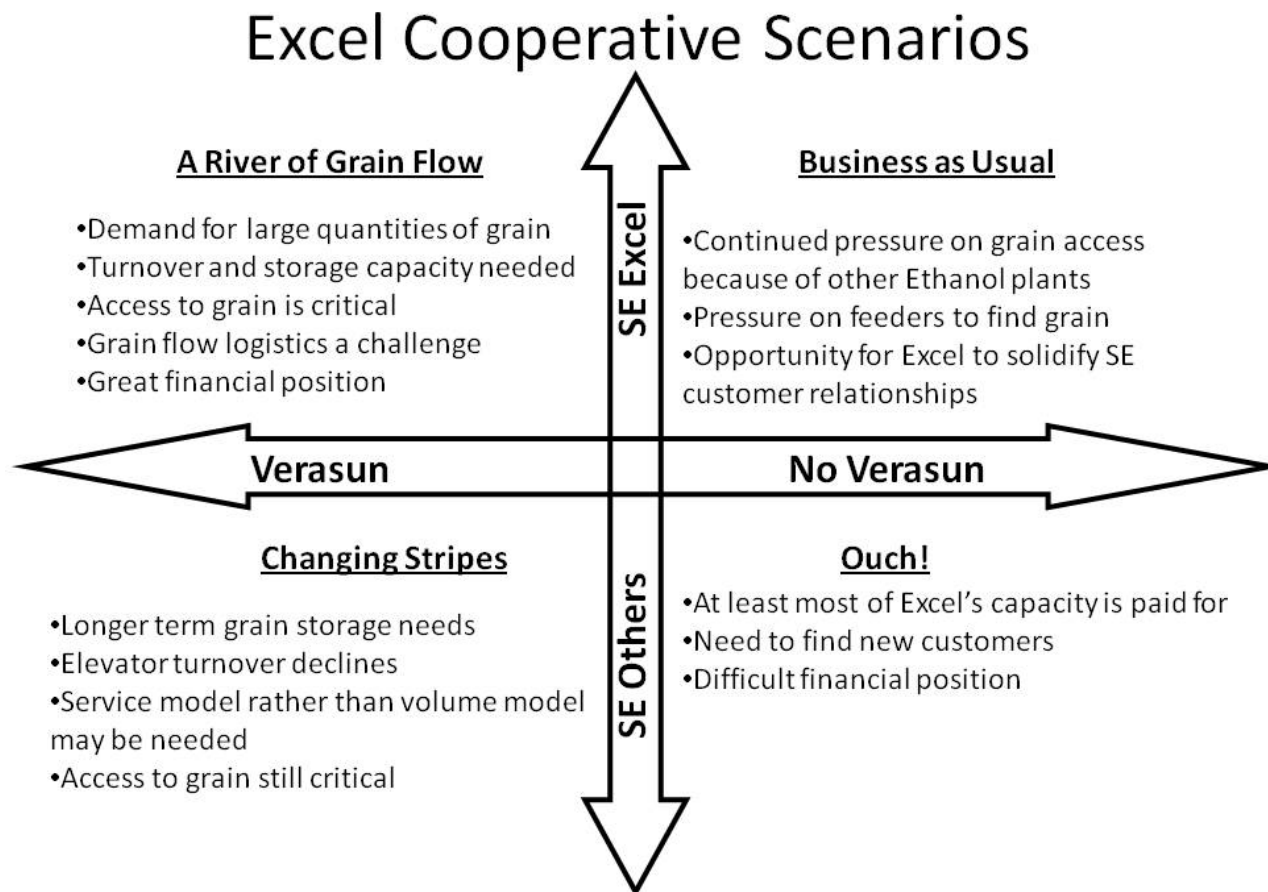 Excel Cooperative Scenarios
A River of Grain Flow
•Demand for large quantities of grain
•Turnover and storage capacity needed
•Access to grain is critical
•Grain flow logistics a challenge
•Great financial position
SE Excel
Business as Usual
•Continued pressure on grain access
because of other Ethanol plants
•Pressure on feeders to find grain
•Opportunity for Excel to solidify SE
customer relationships
Verasun
No Verasun
Changing Stripes
•Longer term grain storage needs
•Elevator turnover declines
•Service model rather than volume model
may be needed
•Access to grain still critical
SE Others
Ouch!
•At least most of Excel’s capacity is paid for
•Need to find new customers
•Difficult financial position